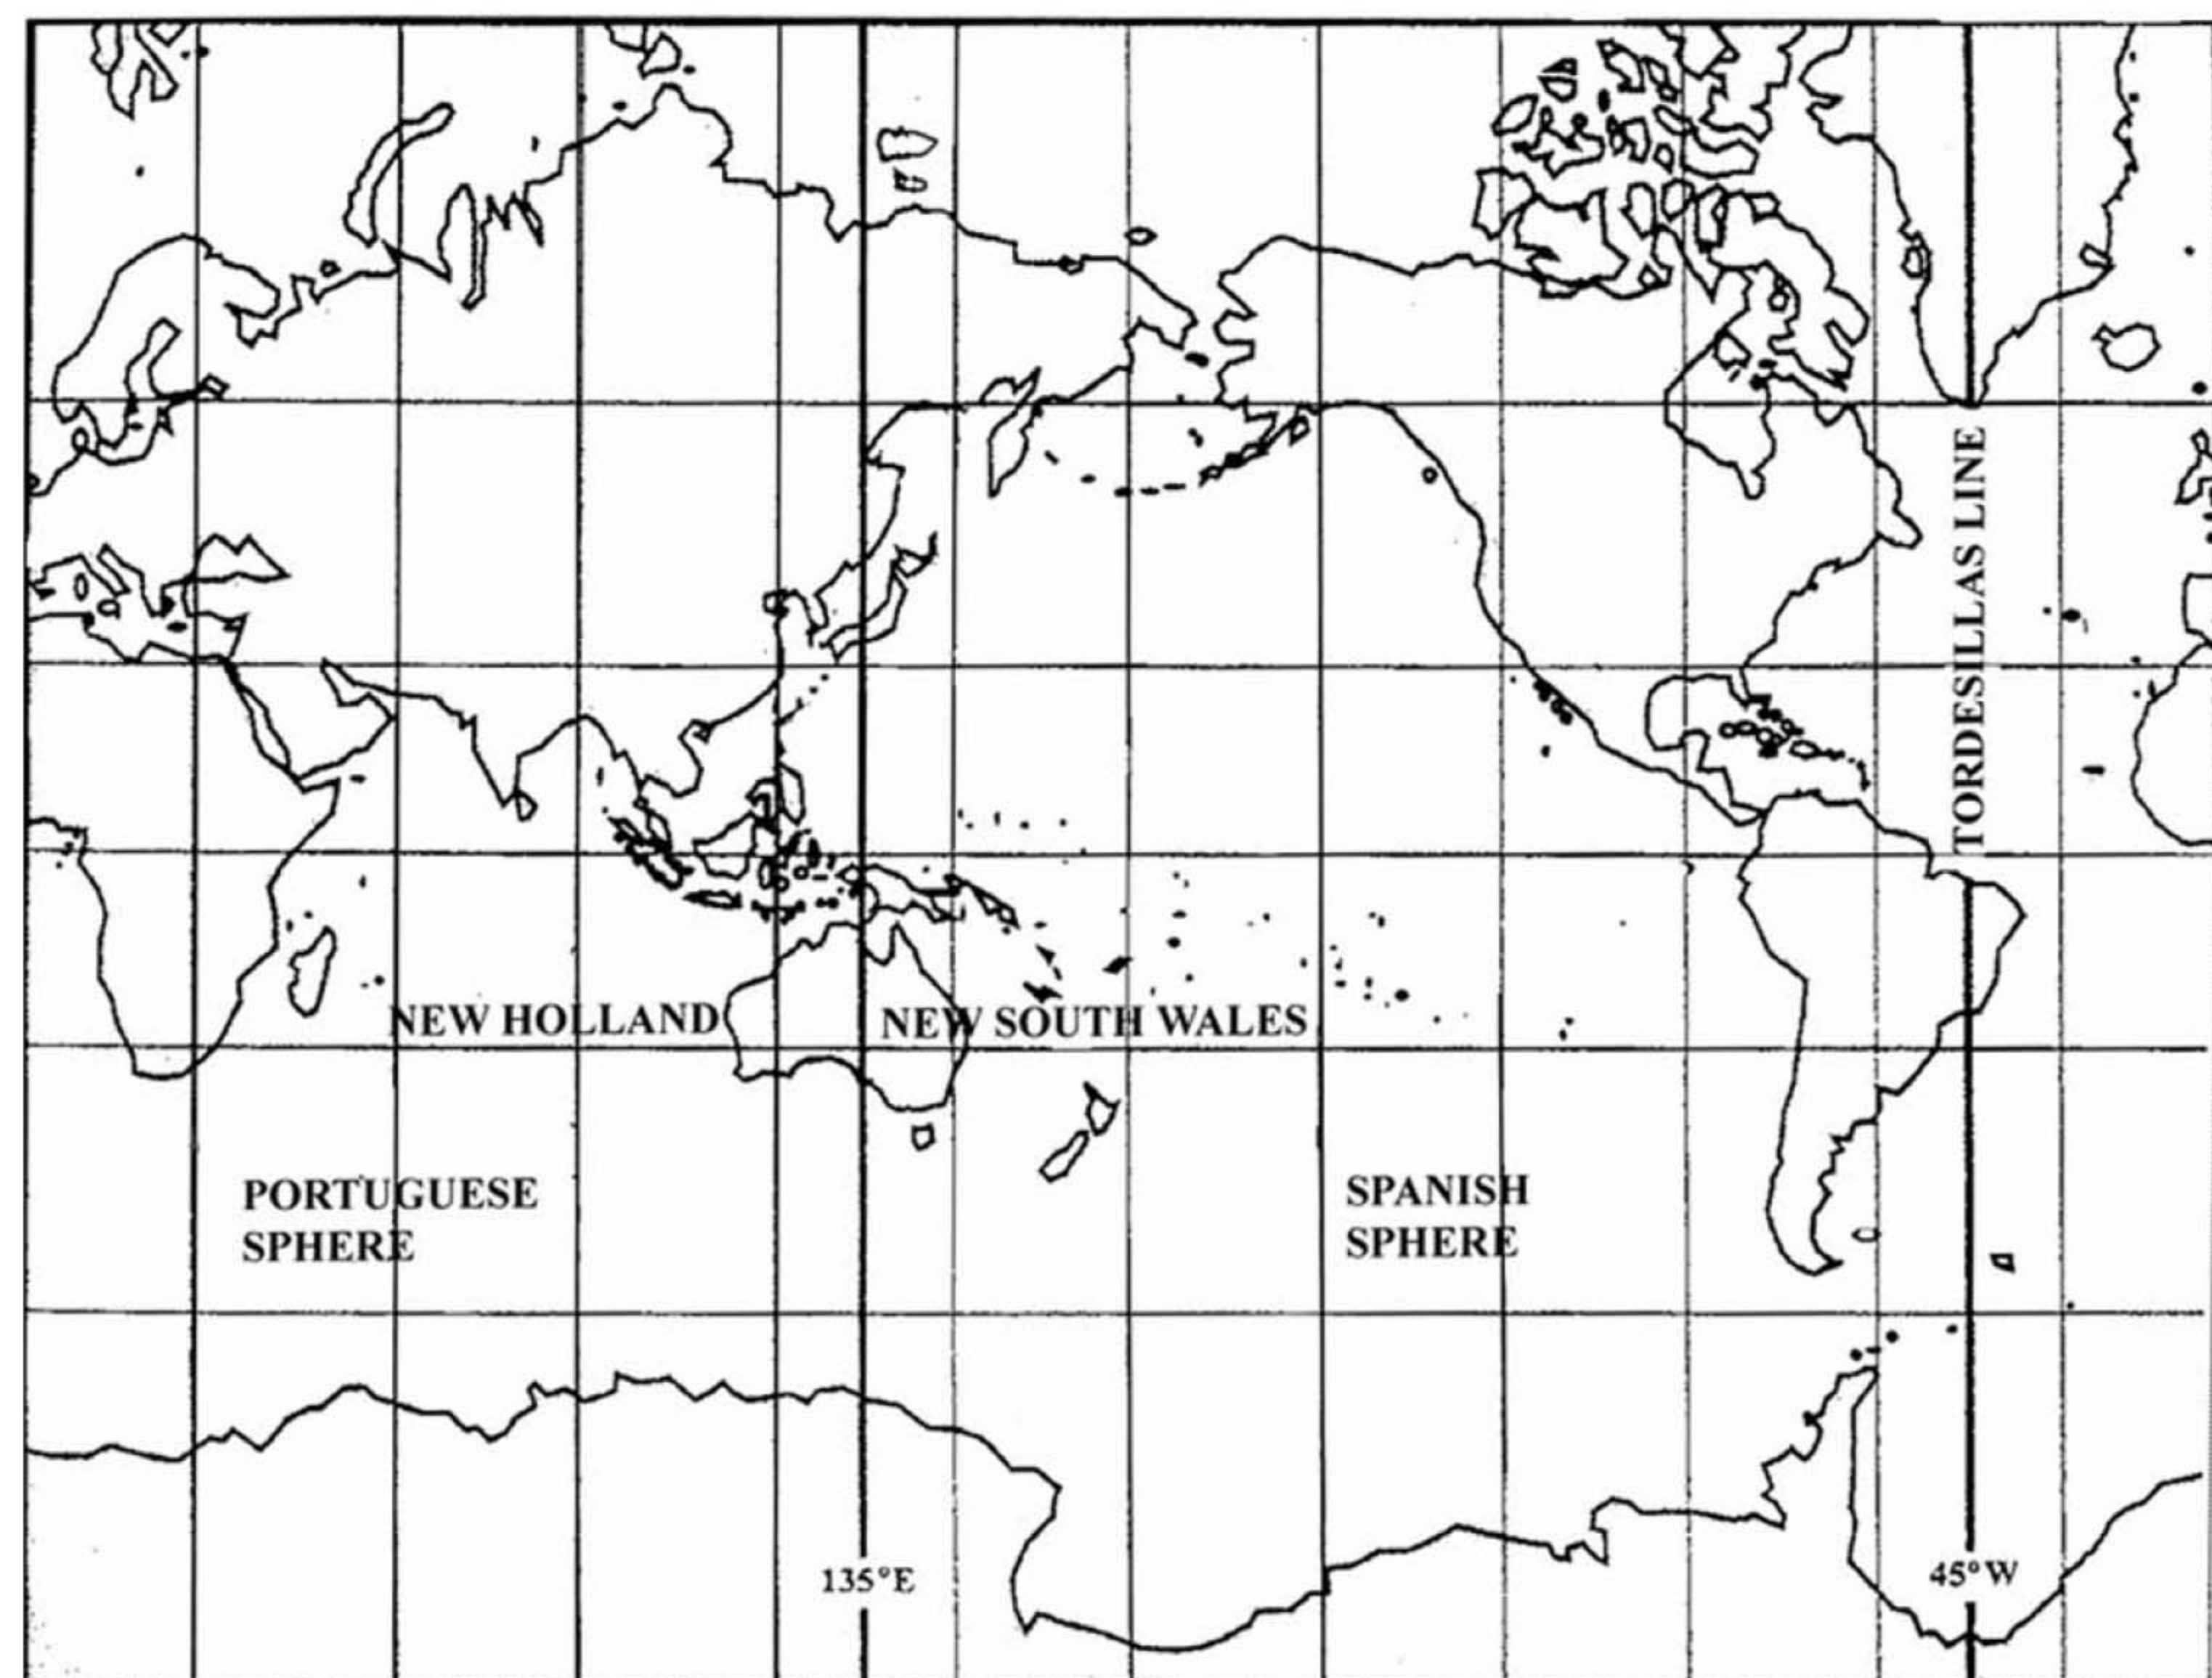 TORDESILLAS LINE
NEW HOLLAND
NEW SOUTH WALES
PORTUGUESE
SPHERE
SPANISH
SPHERE
135°E
45°W